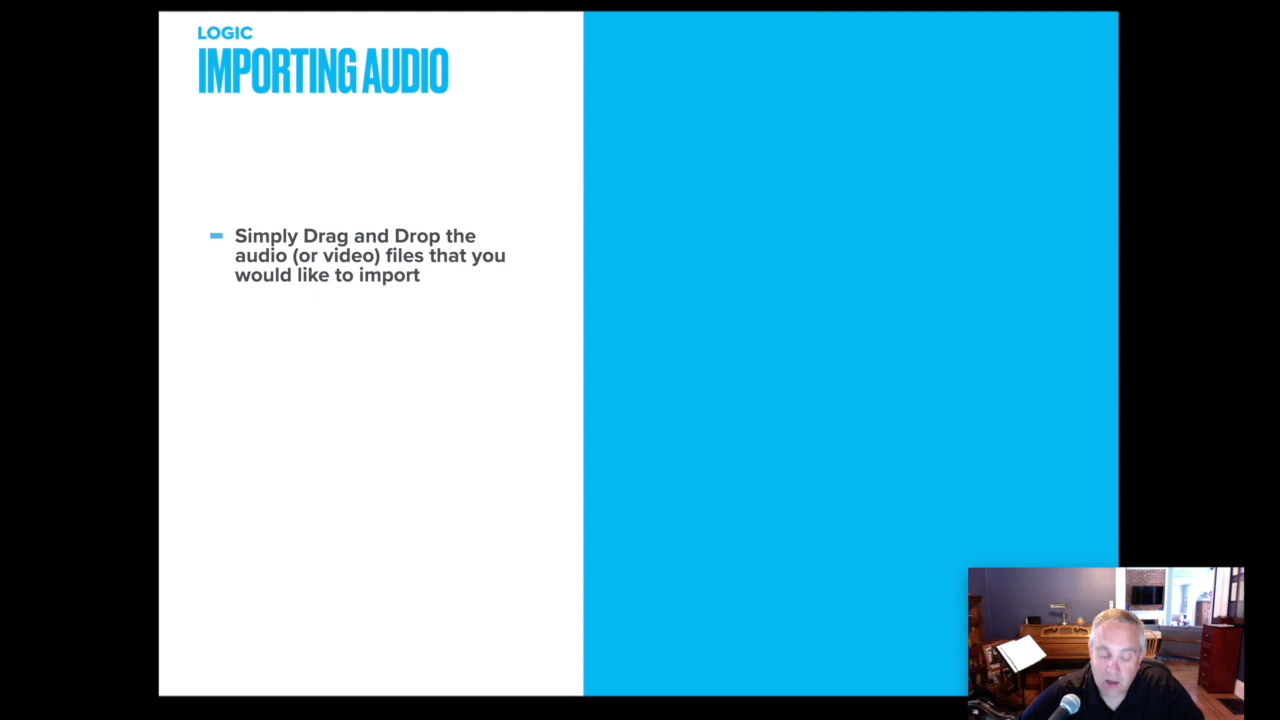 LOGIC
IMPORTING AUDIO
Simply Drag and Drop the
audio (or video) files that you
would like to import